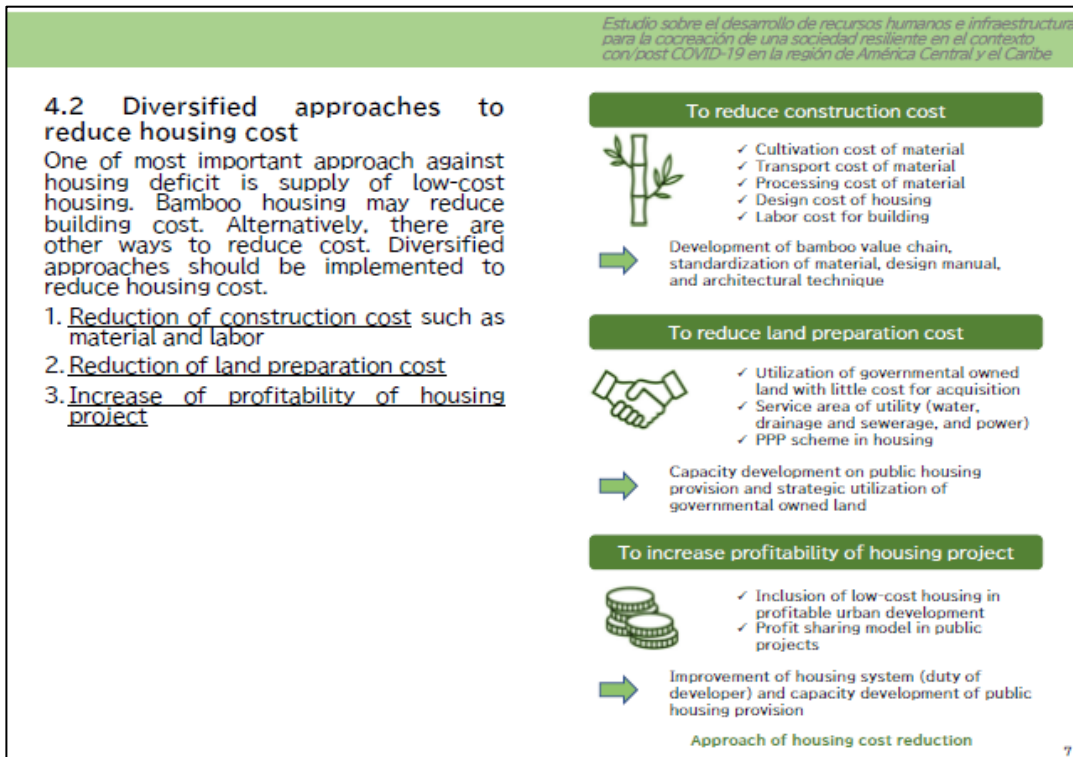 Estudio sobre el desarrollo de recursos humanos e infraestructura
para la cocreación de una sociedad resiliente en el contexto
con/post COVID-19 en la región de América Central y el Caribe
4.2 Diversified approaches to
reduce housing cost
One of most important approach against
housing deficit is supply of low-cost
housing. Bamboo housing may reduce
building cost. Alternatively, there are
other ways to reduce cost. Diversified
approaches should be implemented to
reduce housing cost.
1. Reduction of construction cost such as
material and labor
2. Reduction of land preparation cost
3. Increase of profitability of housing
project
To reduce construction cost
✓ Cultivation cost of material
✓ Transport cost of material
✓ Processing cost of material
✓ Design cost of housing
✓ Labor cost for building
Development of bamboo value chain,
standardization of material, design manual,
and architectural technique
To reduce land preparation cost
✓ Utilization of governmental owned
land with little cost for acquisition
✓ Service area of utility (water,
drainage and sewerage, and power)
✓ PPP scheme in housing
Capacity development on public housing
provision and strategic utilization of
governmental owned land
To increase profitability of housing project
✓ Inclusion of low-cost housing in
profitable urban development
✓ Profit sharing model in public
projects
Improvement of housing system (duty of
developer) and capacity development of public
housing provision
Approach of housing cost reduction
7